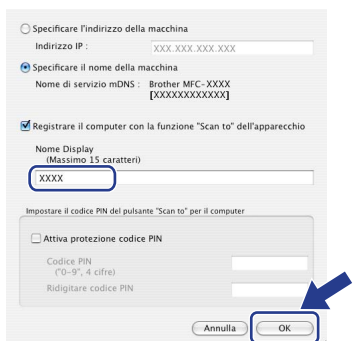 Specificare l'indirizzo della macchina
Indirizzo IP :
XXX.XXX.XXX.XXX
Specificare il nome della macchina
Nome di servizio mDNS : Brother MFC-XXXX
[XXXXXXXXXXXX]
Registrare il computer con la funzione "Scan to" dell'apparecchio
Nome Display
(Massimo 15 caratteri)
XXXX
Impostare il codice PIN del pulsante "Scan to" per il computer
Attiva protezione codice PIN
Codice PIN
("0-9", 4 cifre)
Ridigitare codice PIN
Annulla OK